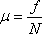 μ = f/N